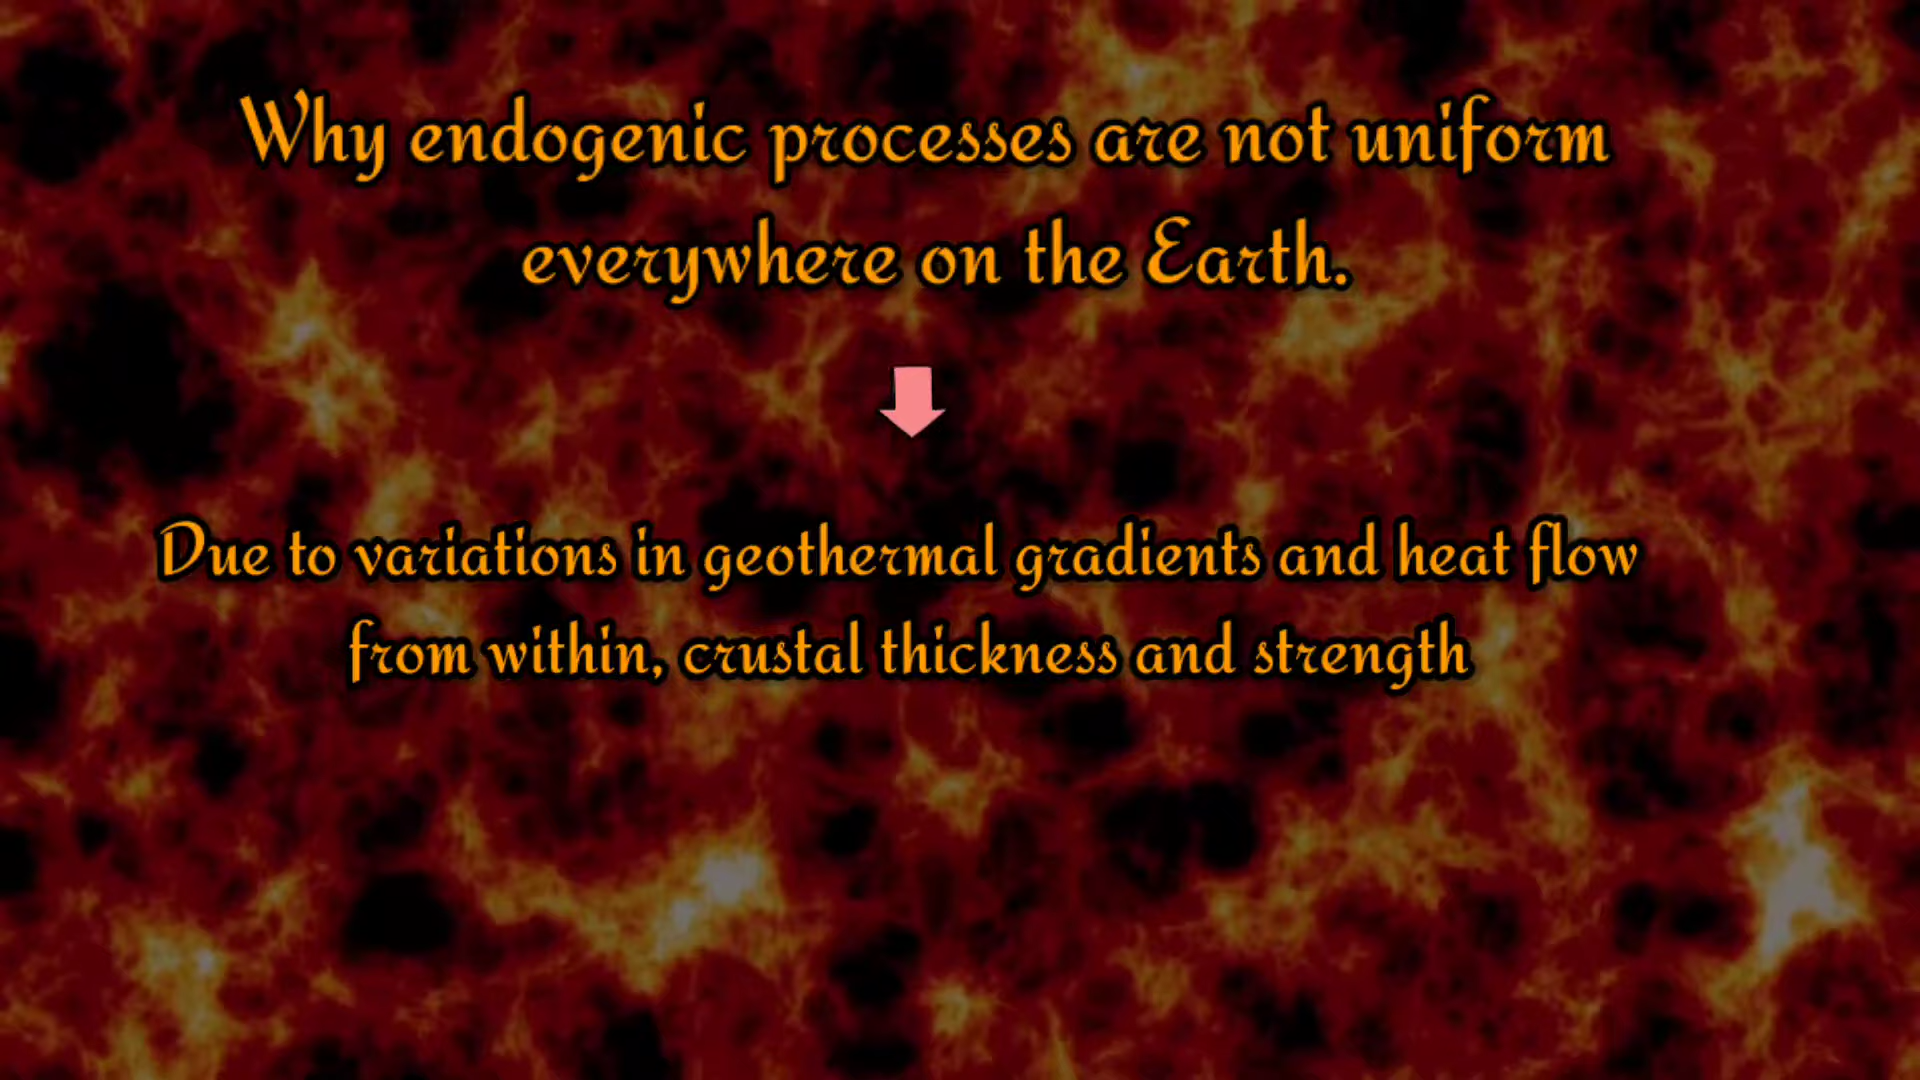 Why endogenic processes are not uniform
everywhere on the Earth.
Due to variations in geothermal gradients and heat flow
from within, crustal thickness and strength